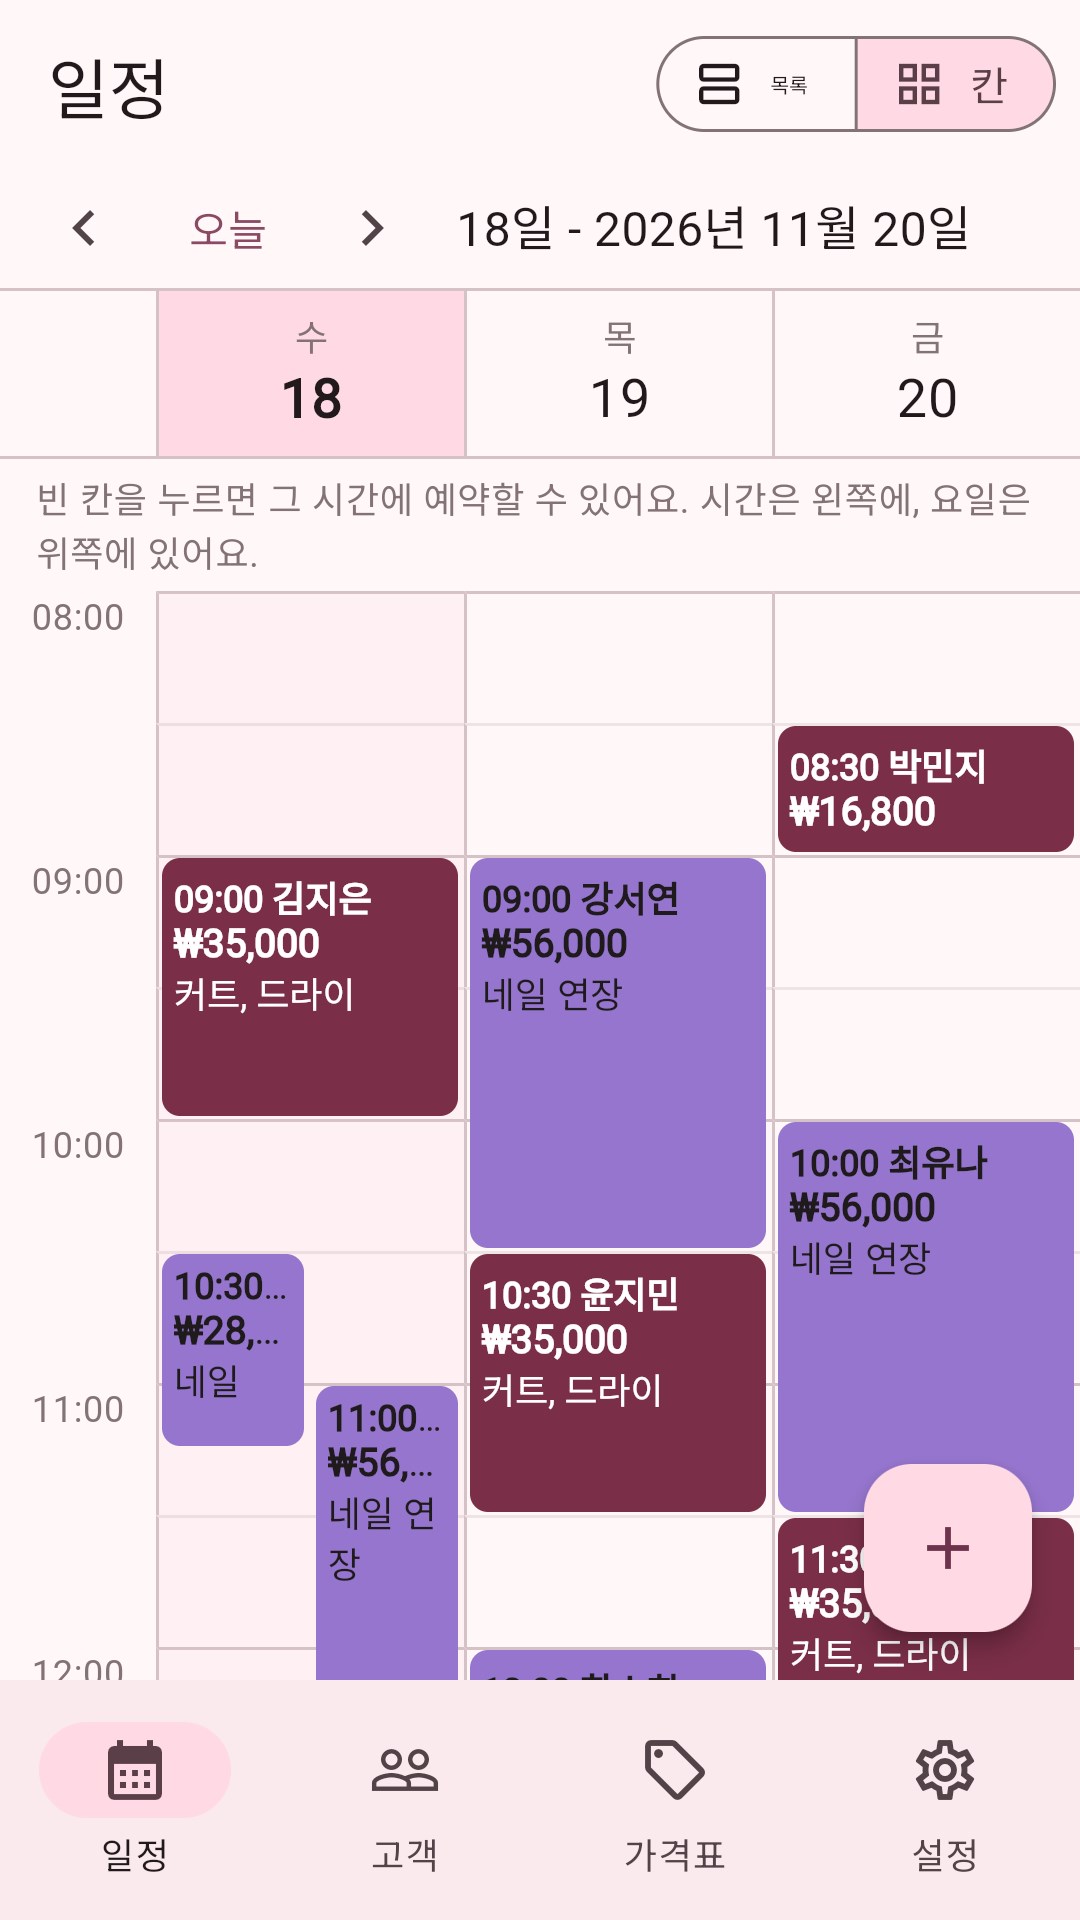 일정
목록
칸
오늘
18일 - 2026년 11월 20일
수
18
목
19
금
20
빈 칸을 누르면 그 시간에 예약할 수 있어요. 시간은 왼쪽에, 요일은
위쪽에 있어요.
08:00
08:30 박민지
₩16,800
09:00
09:00 김지은
₩35,000
커트, 드라이
09:00 강서연
₩56,000
네일 연장
10:00
10:00 최유나
₩56,000
네일 연장
10:30...
₩28,...
네일
10:30 윤지민
₩35,000
커트, 드라이
11:00
11:00...
₩56,...
네일 연
장
11:30
₩35,
커트, 드라이
12:00
일정
고객
가격표
설정